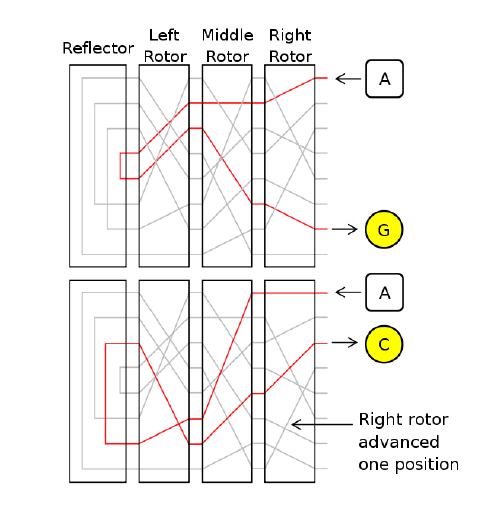 Reflector
Left
Rotor
Middle
Rotor
Right
Rotor
A
G
A
C
Right rotor
advanced
one position